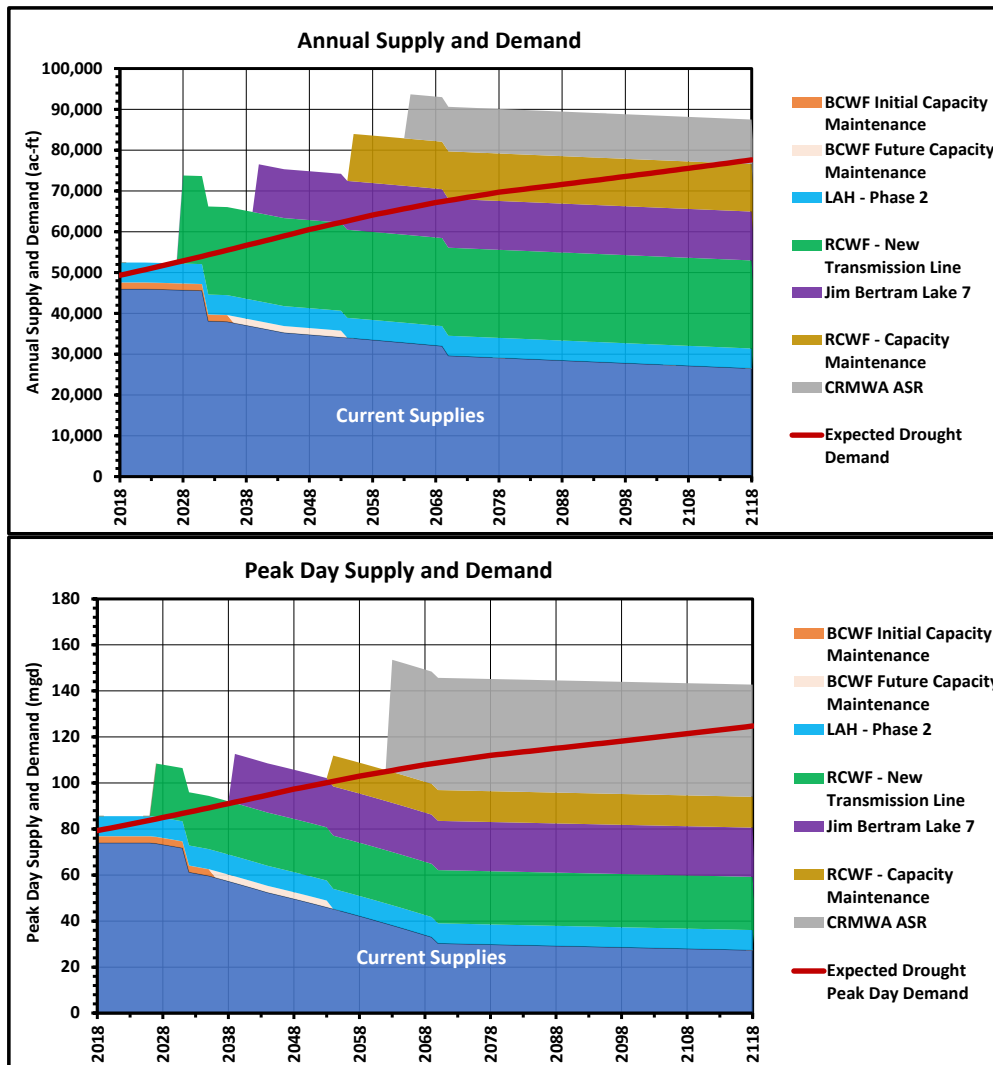 Annual Supply and Demand
Annual Supply and Demand (ac-ft)
100,000
90,000
80,000
70,000
60,000
50,000
40,000
30,000
20,000
10,000
0
Current Supplies
2018
2028
2038
2048
2058
2068
2078
2088
2098
2108
2118
BCWF Initial Capacity
Maintenance
BCWF Future Capacity
Maintenance
LAH - Phase 2
RCWF - New
Transmission Line
Jim Bertram Lake 7
RCWF - Capacity
Maintenance
CRMWA ASR
Expected Drought
Demand
Peak Day Supply and Demand
Peak Day Supply and Demand (mgd)
180
160
140
120
100
80
60
40
20
0
Current Supplies
2018
2028
2038
2048
2058
2068
2078
2088
2098
2108
2118
BCWF Initial Capacity
Maintenance
BCWF Future Capacity
Maintenance
LAH - Phase 2
RCWF - New
Transmission Line
Jim Bertram Lake 7
RCWF - Capacity
Maintenance
CRMWA ASR
Expected Drought
Peak Day Demand